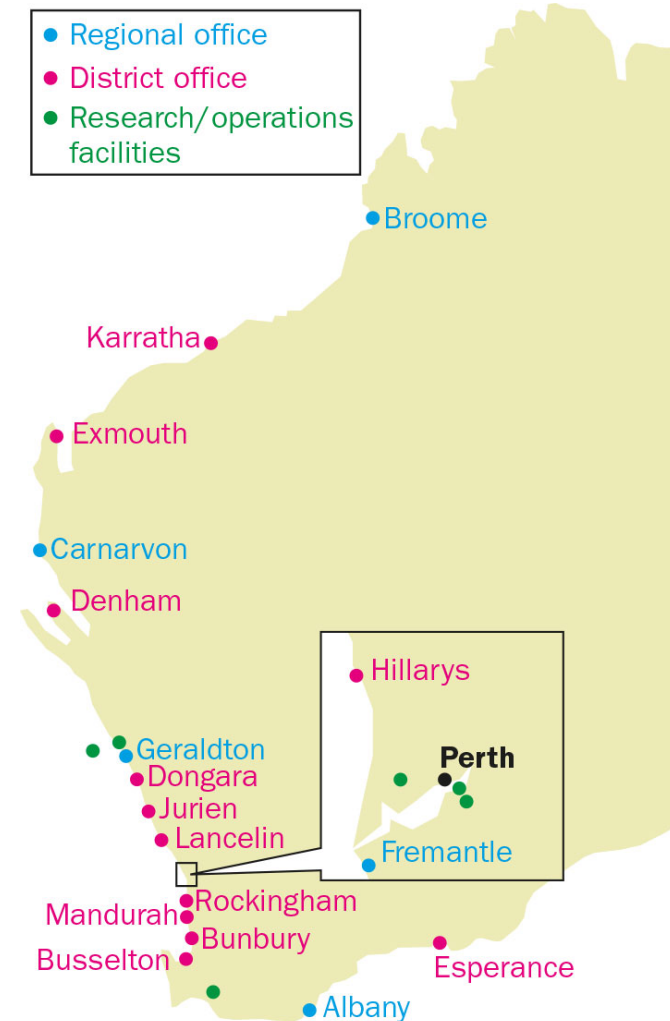 Regional office
District office
Research/operations
facilities
Broome
Karratha
Exmouth
Carnarvon
Denham
Hillarys
Geraldton
Perth
Dongara
Jurien
Lancelin
Fremantle
Rockingham
Mandurah
Bunbury
Busselton
Esperance
Albany